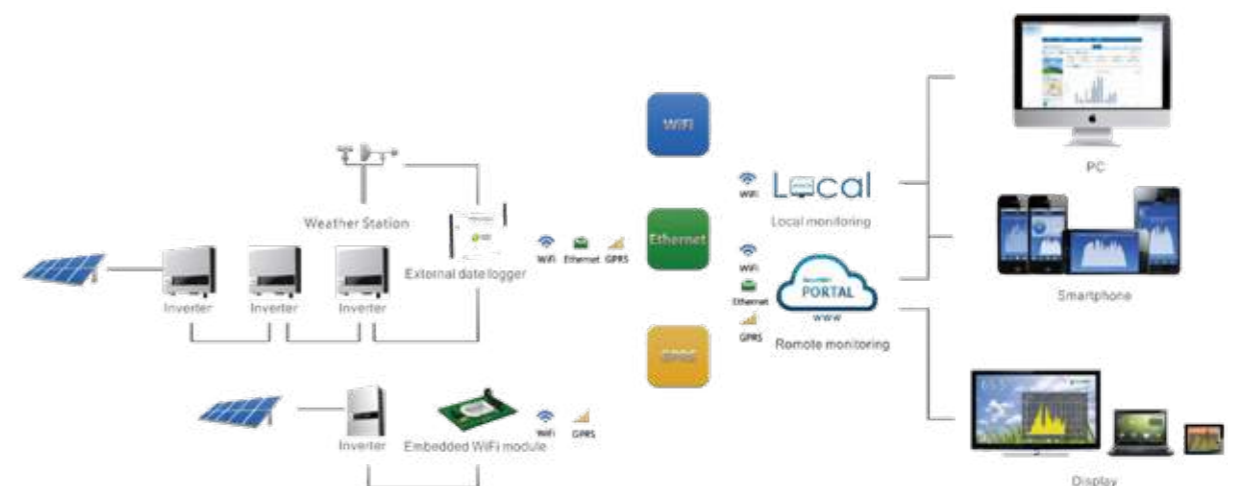 WiFi
PC
Local
WiFi
Local monitoring
Weather Station
Ethernet
WiFi Ethernet GPRS
External date logger
WiFi
PORTAL
Ethernet
www
GPRS
Remote monitoring
Smartphone
Inverter
Inverter
Inverter
GPRS
WiFi GPRS
Inverter
Embedded WiFi module
Display